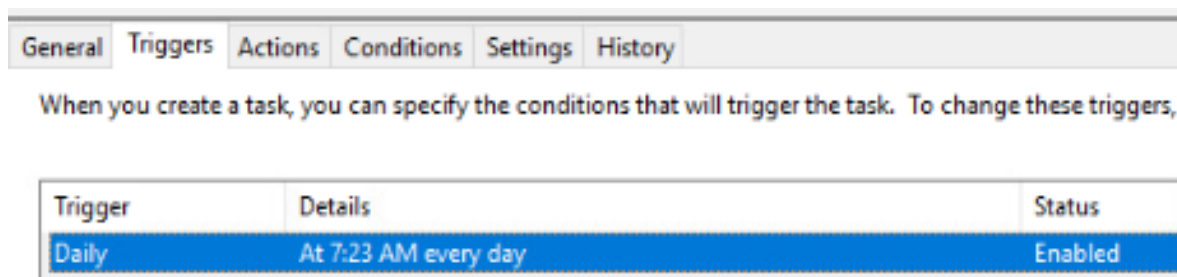 General Triggers Actions Conditions Settings History
When you create a task, you can specify the conditions that will trigger the task. To change these triggers,
Trigger Details Status
Daily At 7:23 AM every day Enabled